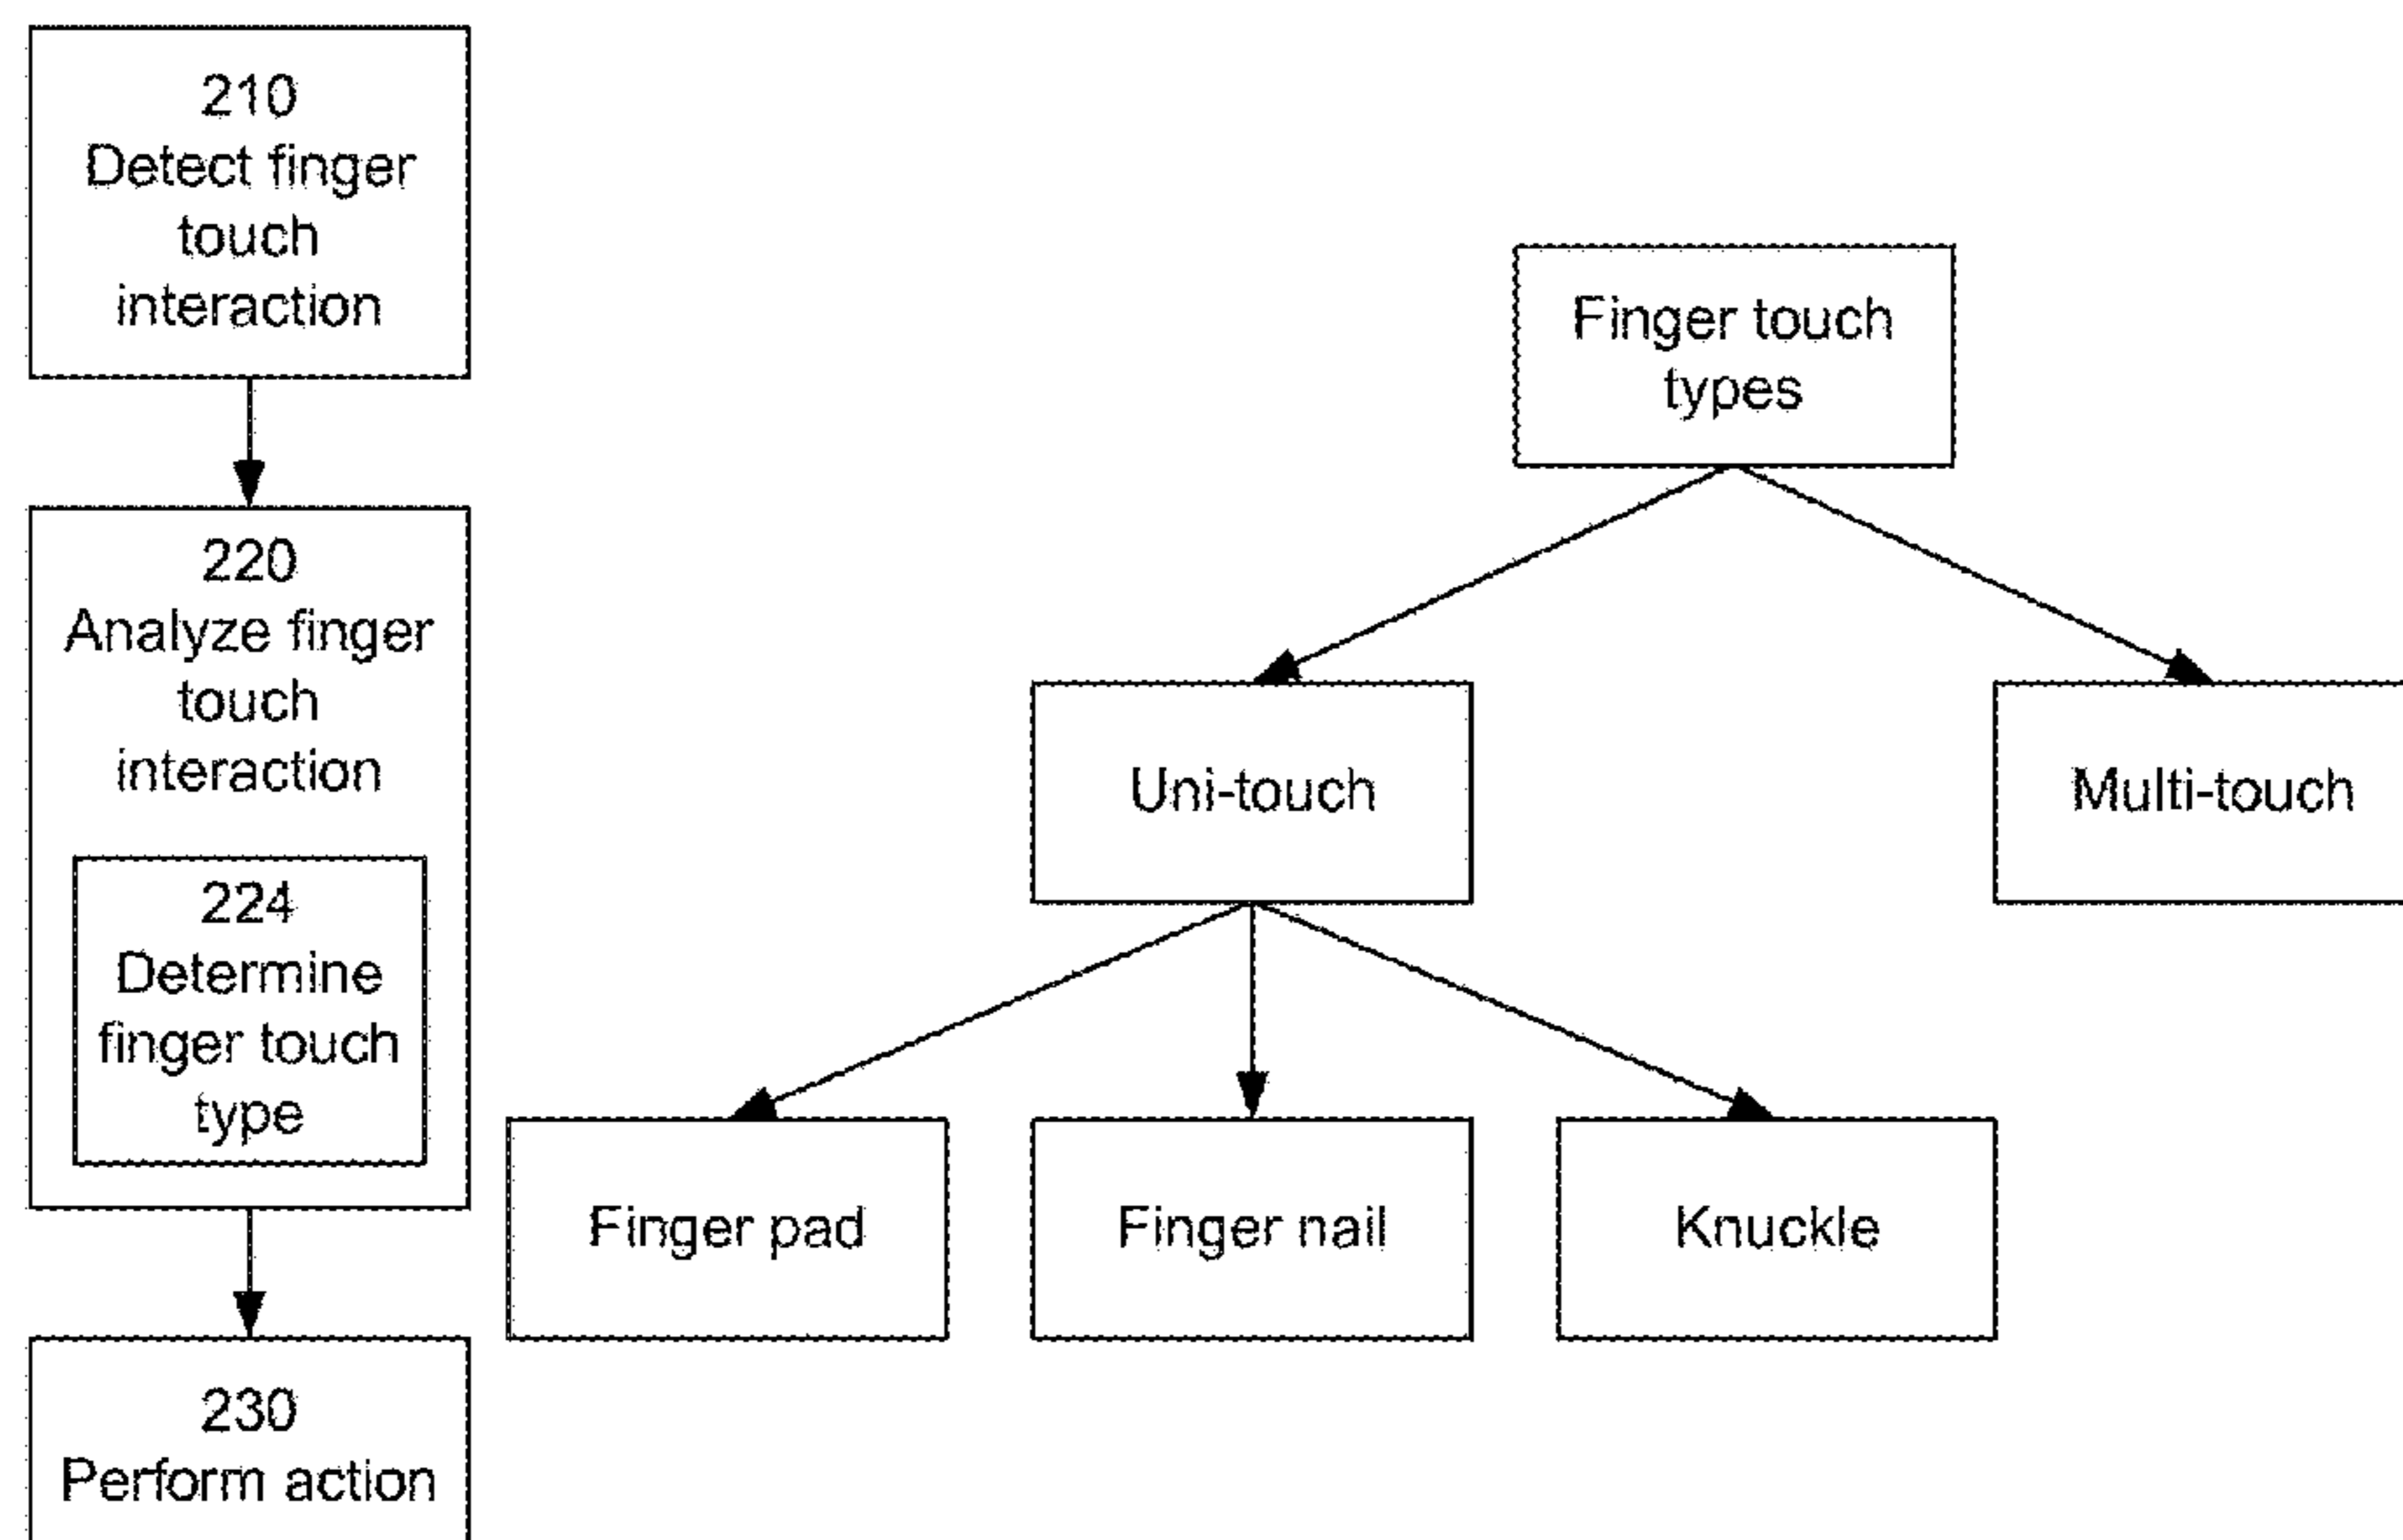 210
Detect finger
touch
interaction
220
Analyze finger
touch
interaction
224
Determine
finger touch
type
230
Perform action
Finger touch
types
Uni-touch
Multi-touch
Finger pad
Finger nail
Knuckle